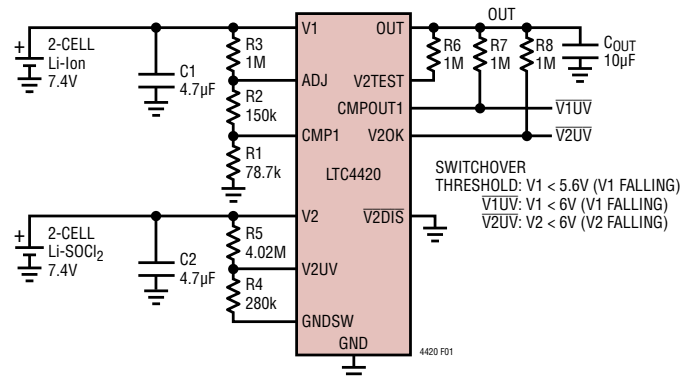 2-CELL
Li-Ion
7.4V
+
C1
4.7µF
R3
1M
R2
150k
R1
78.7k
V1
ADJ
CMP1
LTC4420
V2
V2UV
GNDSW
GND
OUT
V2TEST
CMPOUT1
V2OK
V2DIS
OUT
R6
1M
R7
1M
R8
1M
COUT
10µF
V1UV
V2UV
SWITCHOVER
THRESHOLD: V1 < 5.6V (V1 FALLING)
V1UV: V1 < 6V (V1 FALLING)
V2UV: V2 < 6V (V2 FALLING)
+
2-CELL
Li-SOCl2
7.4V
C2
4.7µF
R5
4.02M
R4
280k
4420 F01